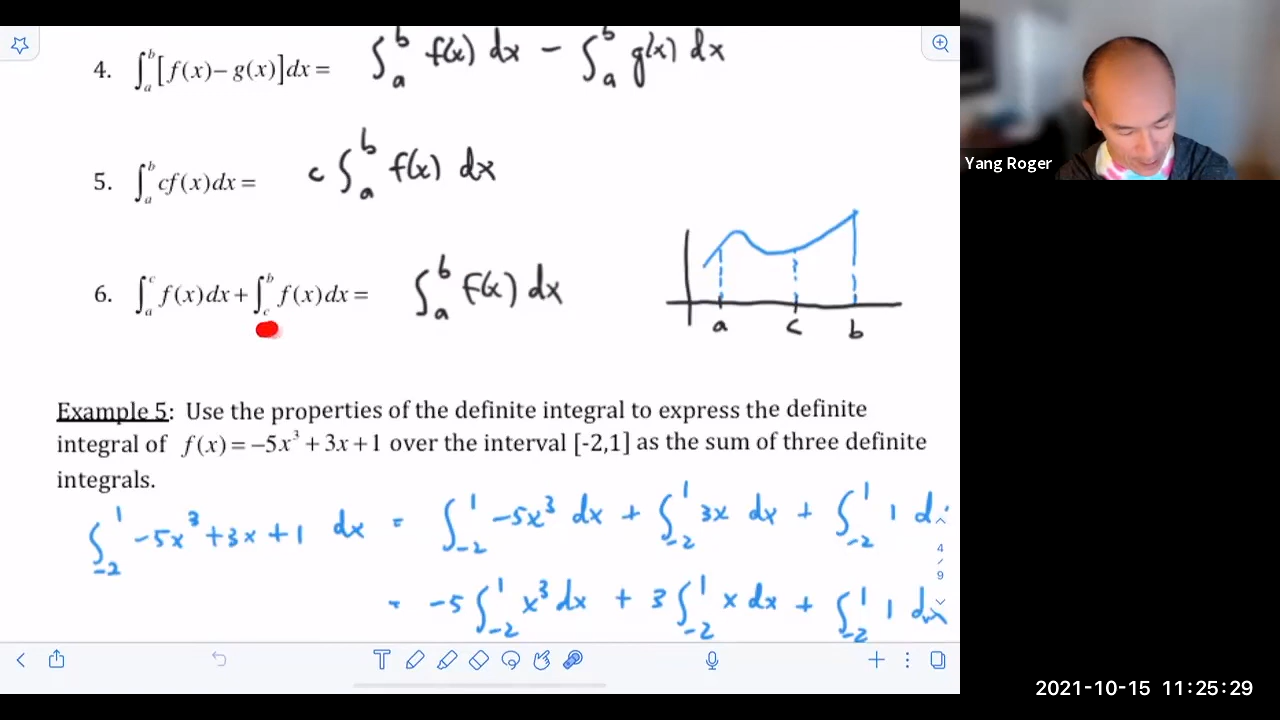 4. ∫_a^b [f(x) − g(x)]dx = ∫_a^b f(x) dx − ∫_a^b g(x) dx
5. ∫_a^b cf(x)dx = c ∫_a^b f(x) dx
6. ∫_a^c f(x)dx + ∫_c^b f(x)dx = ∫_a^b f(x) dx
a c b
Example 5: Use the properties of the definite integral to express the definite
integral of f(x) = −5x³ + 3x + 1 over the interval [-2,1] as the sum of three definite
integrals.
∫_{-2}^1 −5x³ + 3x + 1 dx = ∫_{-2}^1 −5x³ dx + ∫_{-2}^1 3x dx + ∫_{-2}^1 1 d
= −5 ∫_{-2}^1 x³ dx + 3 ∫_{-2}^1 x dx + ∫_{-2}^1 1 dx
4
/
9
T
Yang Roger
2021-10-15 11:25:29